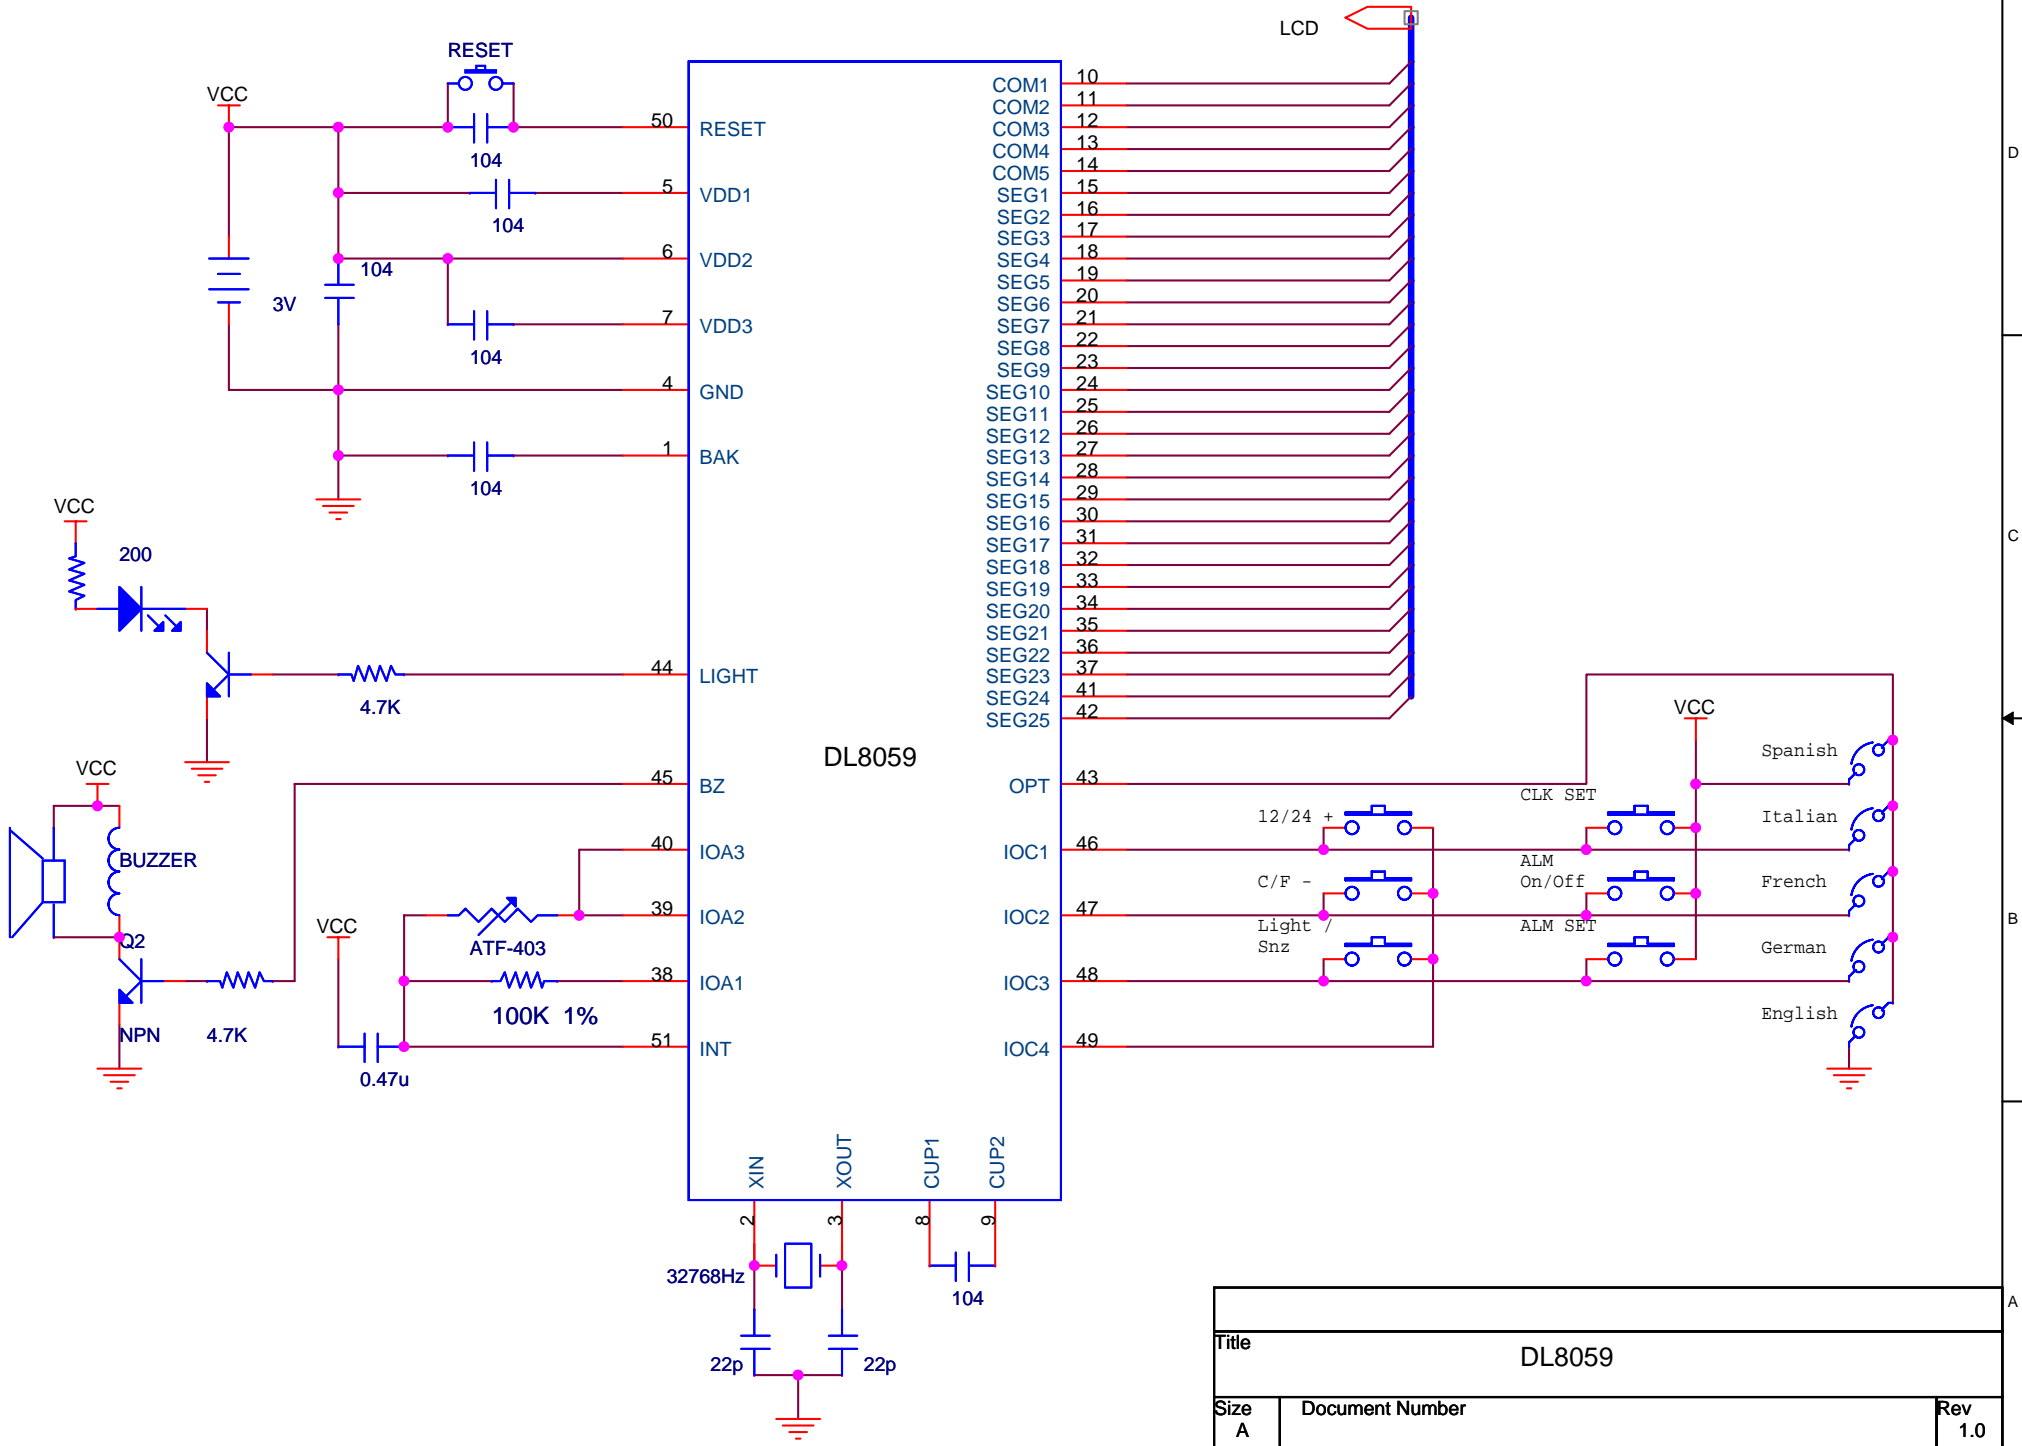 LCD
RESET
VCC
104
50 RESET
104
5 VDD1
104
6 VDD2
3V
104
7 VDD3
4 GND
104
1 BAK
VCC
200
4.7K
44 LIGHT
VCC
BUZZER
Q2
NPN
4.7K
45 BZ
40 IOA3
39 IOA2
ATF-403
VCC
38 IOA1
100K 1%
51 INT
0.47u
DL8059
COM1 10
COM2 11
COM3 12
COM4 13
COM5 14
SEG1 15
SEG2 16
SEG3 17
SEG4 18
SEG5 19
SEG6 20
SEG7 21
SEG8 22
SEG9 23
SEG10 24
SEG11 25
SEG12 26
SEG13 27
SEG14 28
SEG15 29
SEG16 30
SEG17 31
SEG18 32
SEG19 33
SEG20 34
SEG21 35
SEG22 36
SEG23 37
SEG24 41
SEG25 42
OPT 43
IOC1 46
IOC2 47
IOC3 48
IOC4 49
VCC
12/24 +
CLK SET
C/F -
ALM
On/Off
Light /
Snz
ALM SET
Spanish
Italian
French
German
English
XIN
XOUT
CUP1
CUP2
2
3
8
9
32768Hz
104
22p
22p
D
C
B
A
Title
DL8059
Size
A
Document Number
Rev
1.0